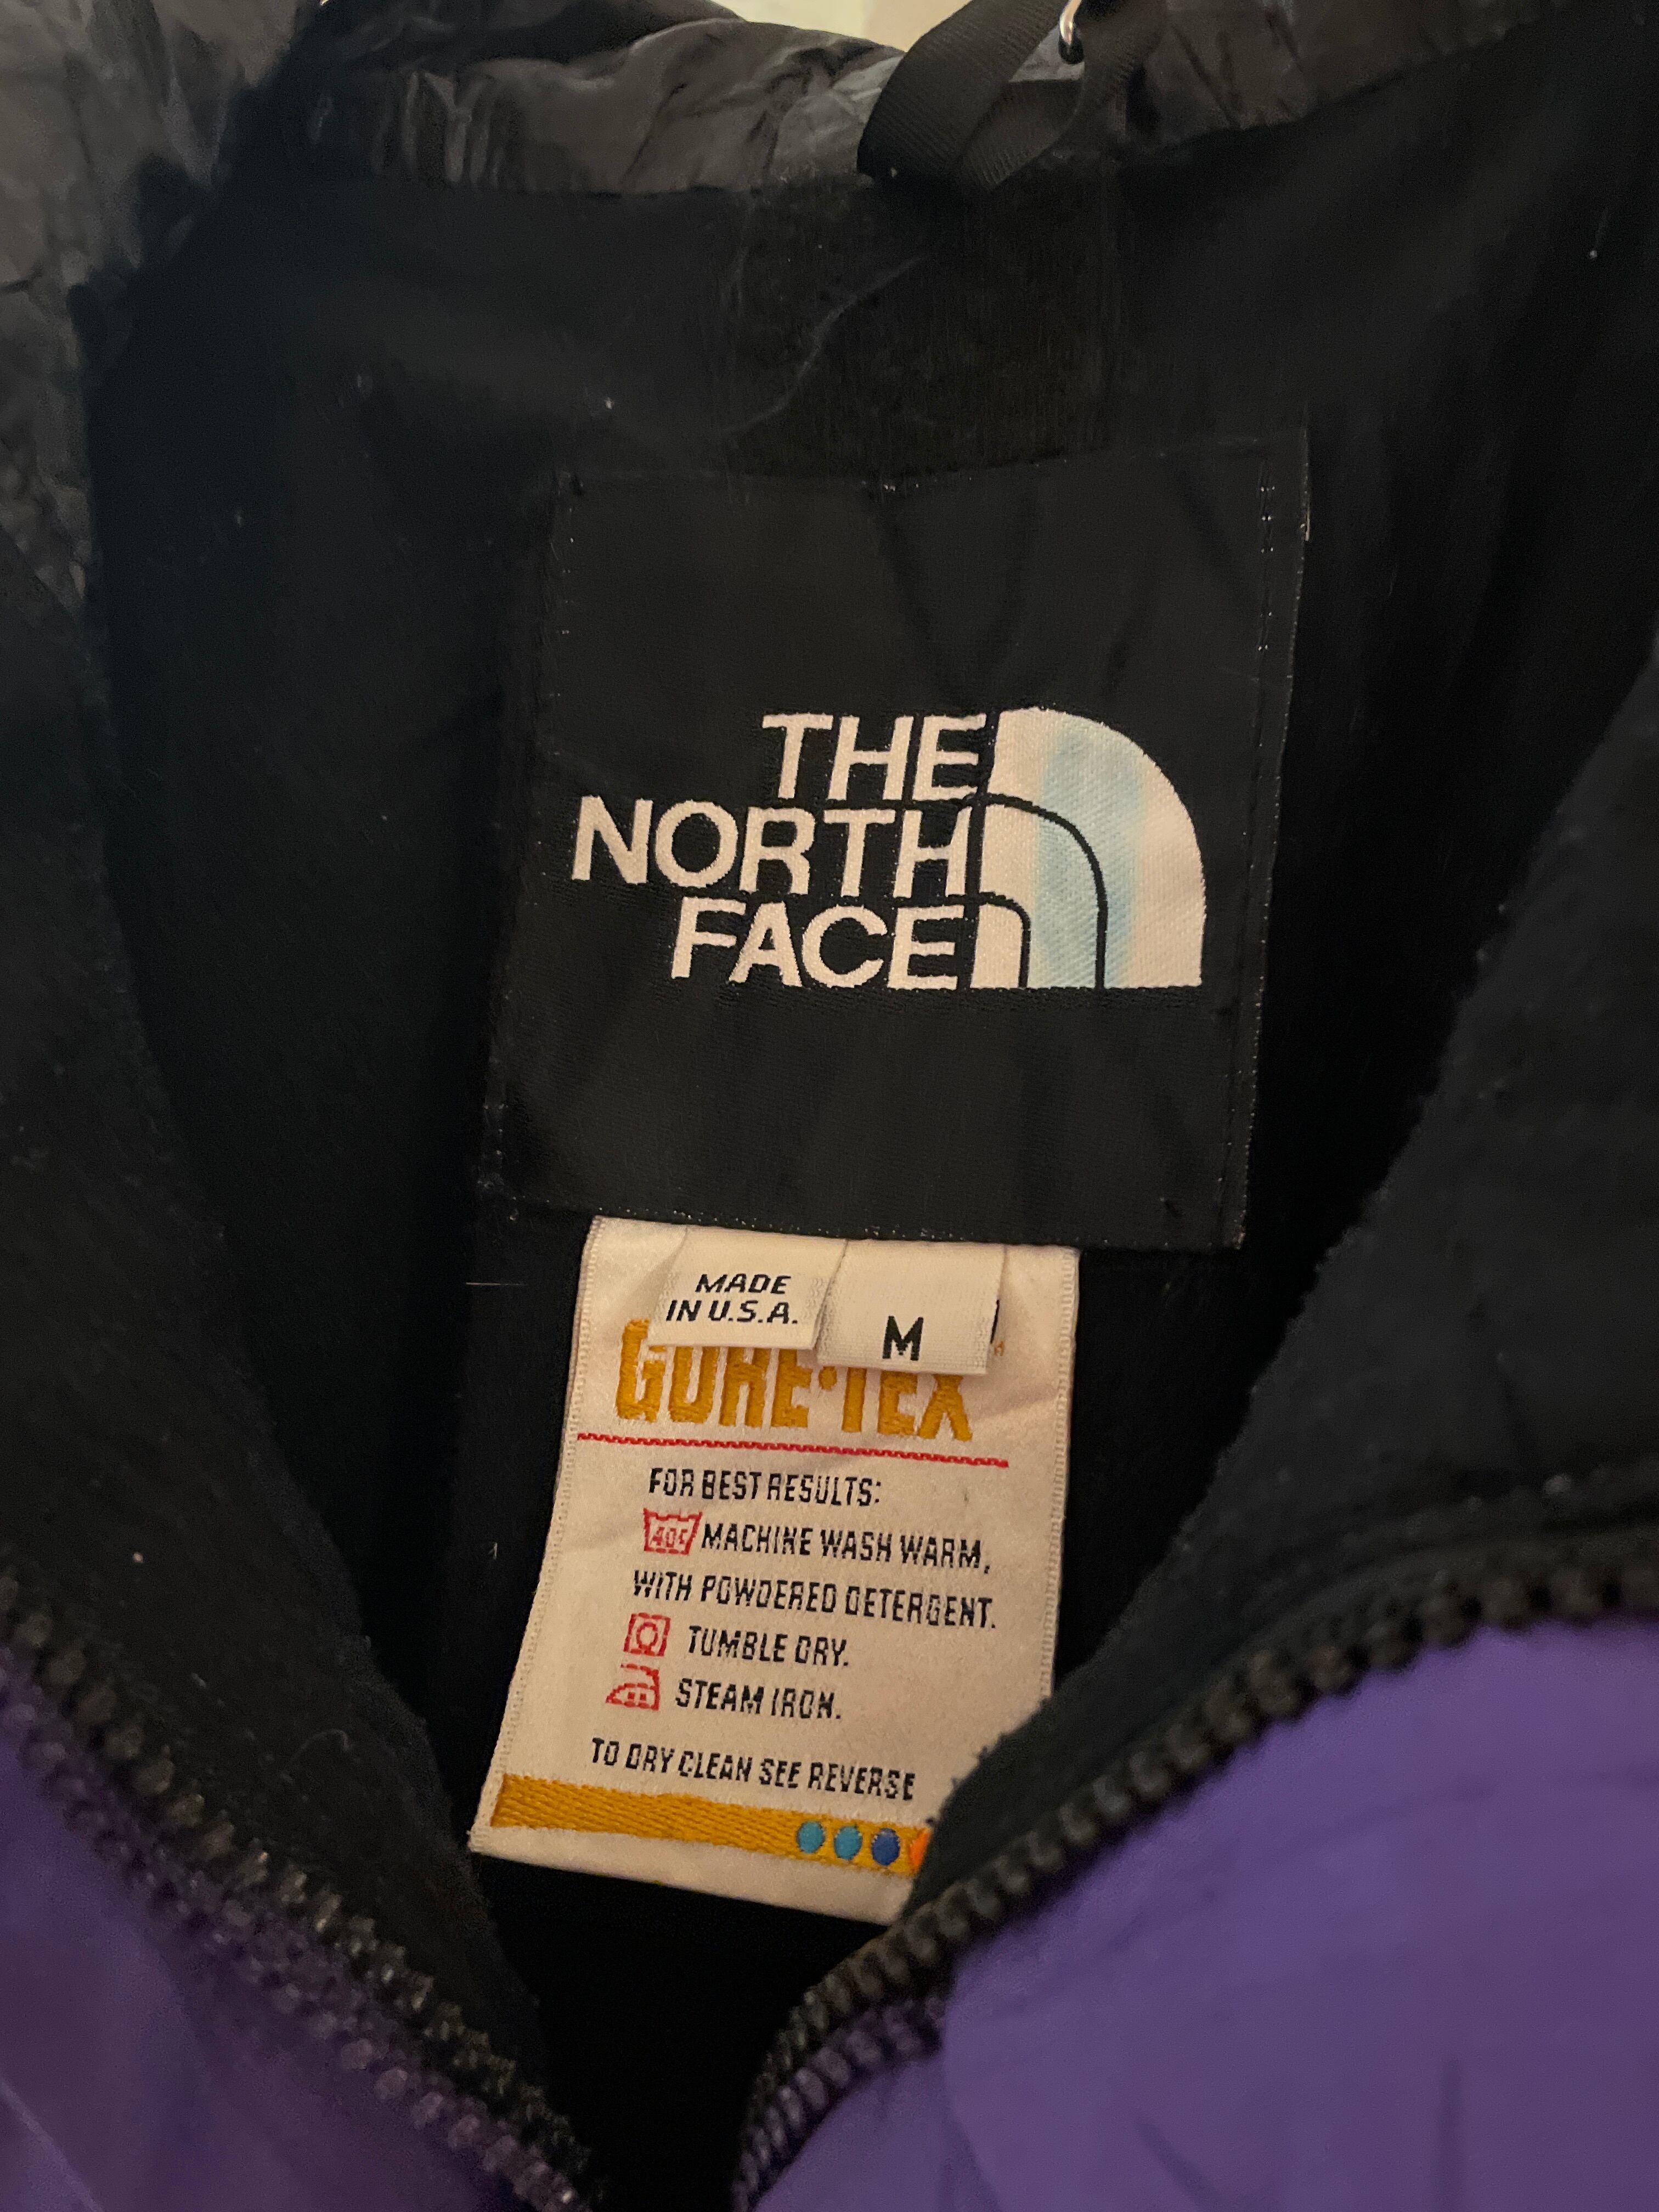 THE
NORTH
FACE
MADE
IN U.S.A.
M
GORE-TEX
FOR BEST RESULTS:
40C MACHINE WASH WARM,
WITH POWDERED DETERGENT.
TUMBLE DRY.
STEAM IRON.
TO DRY CLEAN SEE REVERSE